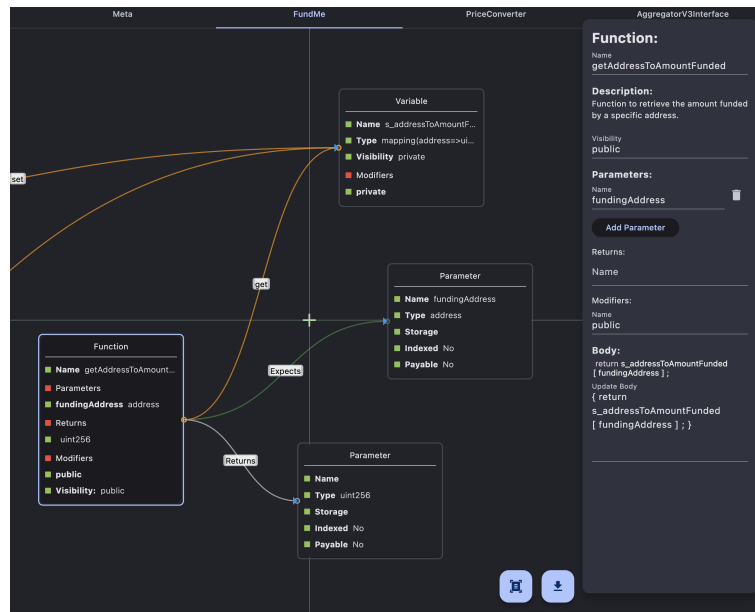 Meta
FundMe
PriceConverter
AggregatorV3Interface
Variable
Name s_addressToAmountF...
Type mapping(address=>ui...
Visibility private
Modifiers
private
set
get
Parameter
Name fundingAddress
Type address
Storage
Indexed No
Payable No
Expects
Function
Name getAddressToAmount...
Parameters
fundingAddress address
Returns
uint256
Modifiers
public
Visibility: public
Returns
Parameter
Name
Type uint256
Storage
Indexed No
Payable No
Function:
Name
getAddressToAmountFunded
Description:
Function to retrieve the amount funded
by a specific address.
Visibility
public
Parameters:
Name
fundingAddress
Add Parameter
Returns:
Name
Modifiers:
Name
public
Body:
return s_addressToAmountFunded
[ fundingAddress ] ;
Update Body
{ return
s_addressToAmountFunded
[ fundingAddress ] ; }